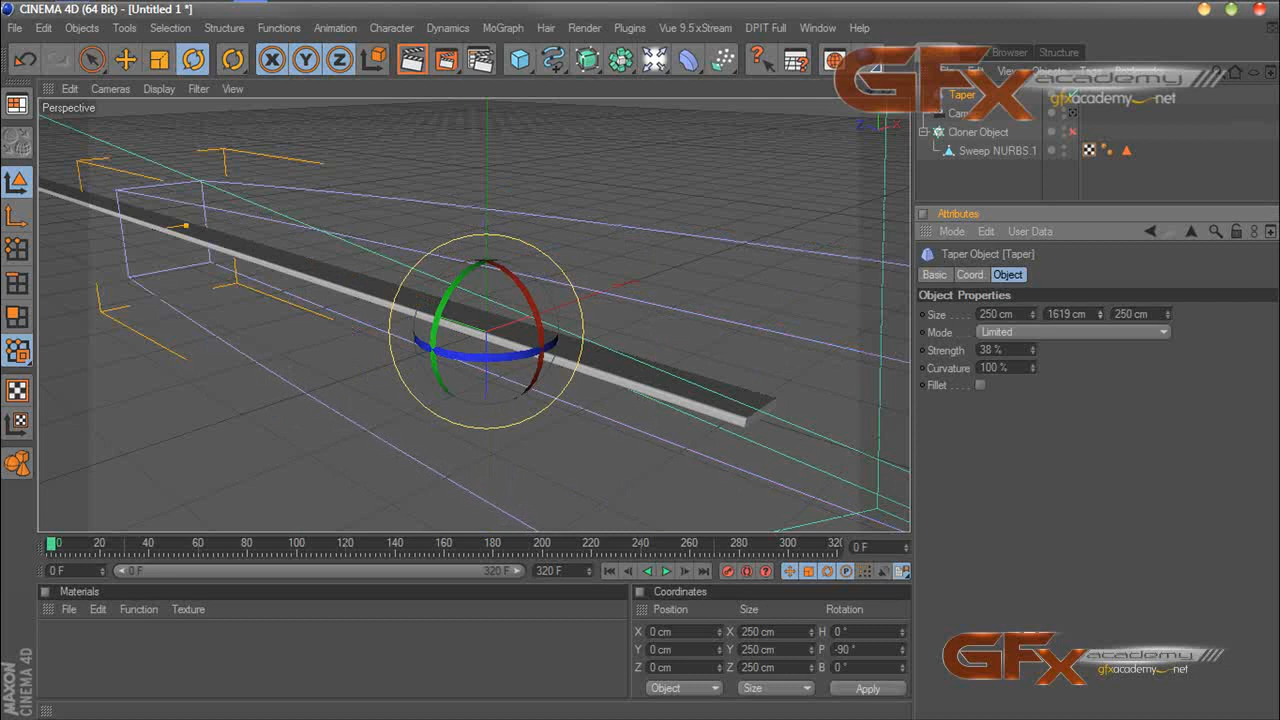 CINEMA 4D (64 Bit) - [Untitled 1 *]
File Edit Objects Tools Selection Functions Structure Animation Character Dynamics MoGraph Hair Render Plugins Vue 9.5 xStream DPIT Full Window Help
Edit Cameras Display Filter View
Perspective
Browser Structure
View Objects Tags
GFx academy
gfxacademy.net
Taper
Cloner Object
Sweep NURBS.1
Z X
Attributes
Mode Edit User Data
Taper Object [Taper]
Basic Coord Object
Object Properties
Size 250 cm 1619 cm 250 cm
Mode Limited
Strength 38 %
Curvature 100 %
Fillet
0 20 40 60 80 100 120 140 160 180 200 220 240 260 280 300 320 0 F
0 F 0 F 320 F 320 F
Materials
File Edit Function Texture
Coordinates
Position Size Rotation
X 0 cm X 250 cm H 0 °
Y 0 cm Y 250 cm P -90 °
Z 0 cm Z 250 cm B 0 °
Object Size Apply
MAXON CINEMA 4D
GFx academy
gfxacademy.net